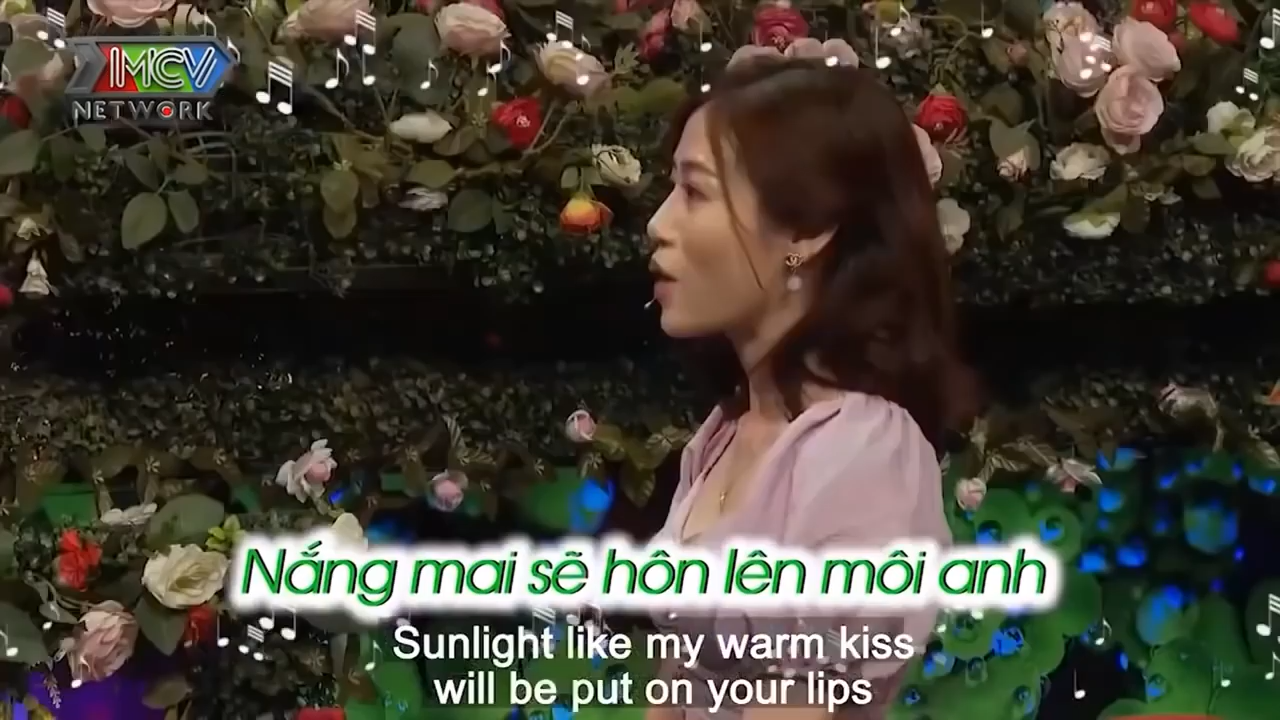 MCV
NETWORK
Nắng mai sẽ hôn lên môi anh
Sunlight like my warm kiss
will be put on your lips